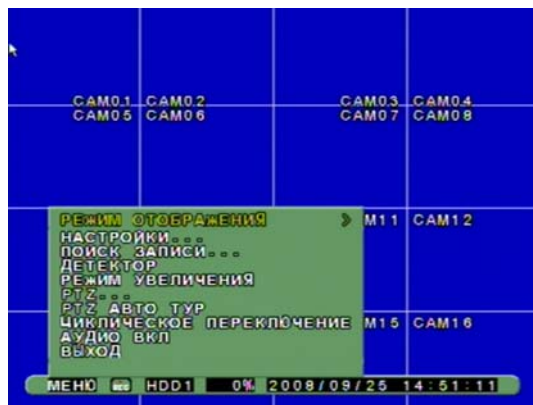 CAM01 CAM02 CAM03 CAM04
CAM05 CAM06 CAM07 CAM08
РЕЖИМ ОТОБРАЖЕНИЯ > M11 CAM12
НАСТРОЙКИ...
ПОИСК ЗАПИСИ...
ДЕТЕКТОР
РЕЖИМ УВЕЛИЧЕНИЯ
PTZ...
PTZ АВТО ТУР
ЦИКЛИЧЕСКОЕ ПЕРЕКЛЮЧЕНИЕ M15 CAM16
АУДИО ВКЛ
ВЫХОД
МЕНЮ REC HDD1 0% 2008/09/25 14:51:11